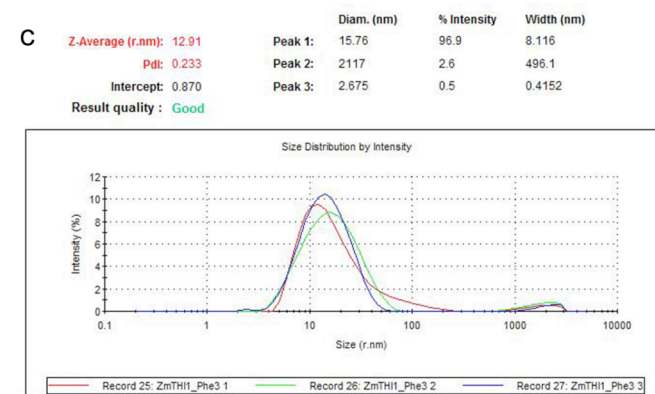 C
Diam. (nm) % Intensity Width (nm)
Z-Average (r.nm): 12.91 Peak 1: 15.76 96.9 8.116
PdI: 0.233 Peak 2: 2117 2.6 496.1
Intercept: 0.870 Peak 3: 2.675 0.5 0.4152
Result quality : Good
Size Distribution by Intensity
Intensity (%)
12
10
8
6
4
2
0
0.1 1 10 100 1000 10000
Size (r.nm)
Record 25: ZmTHI1_Phe3 1 Record 26: ZmTHI1_Phe3 2 Record 27: ZmTHI1_Phe3 3